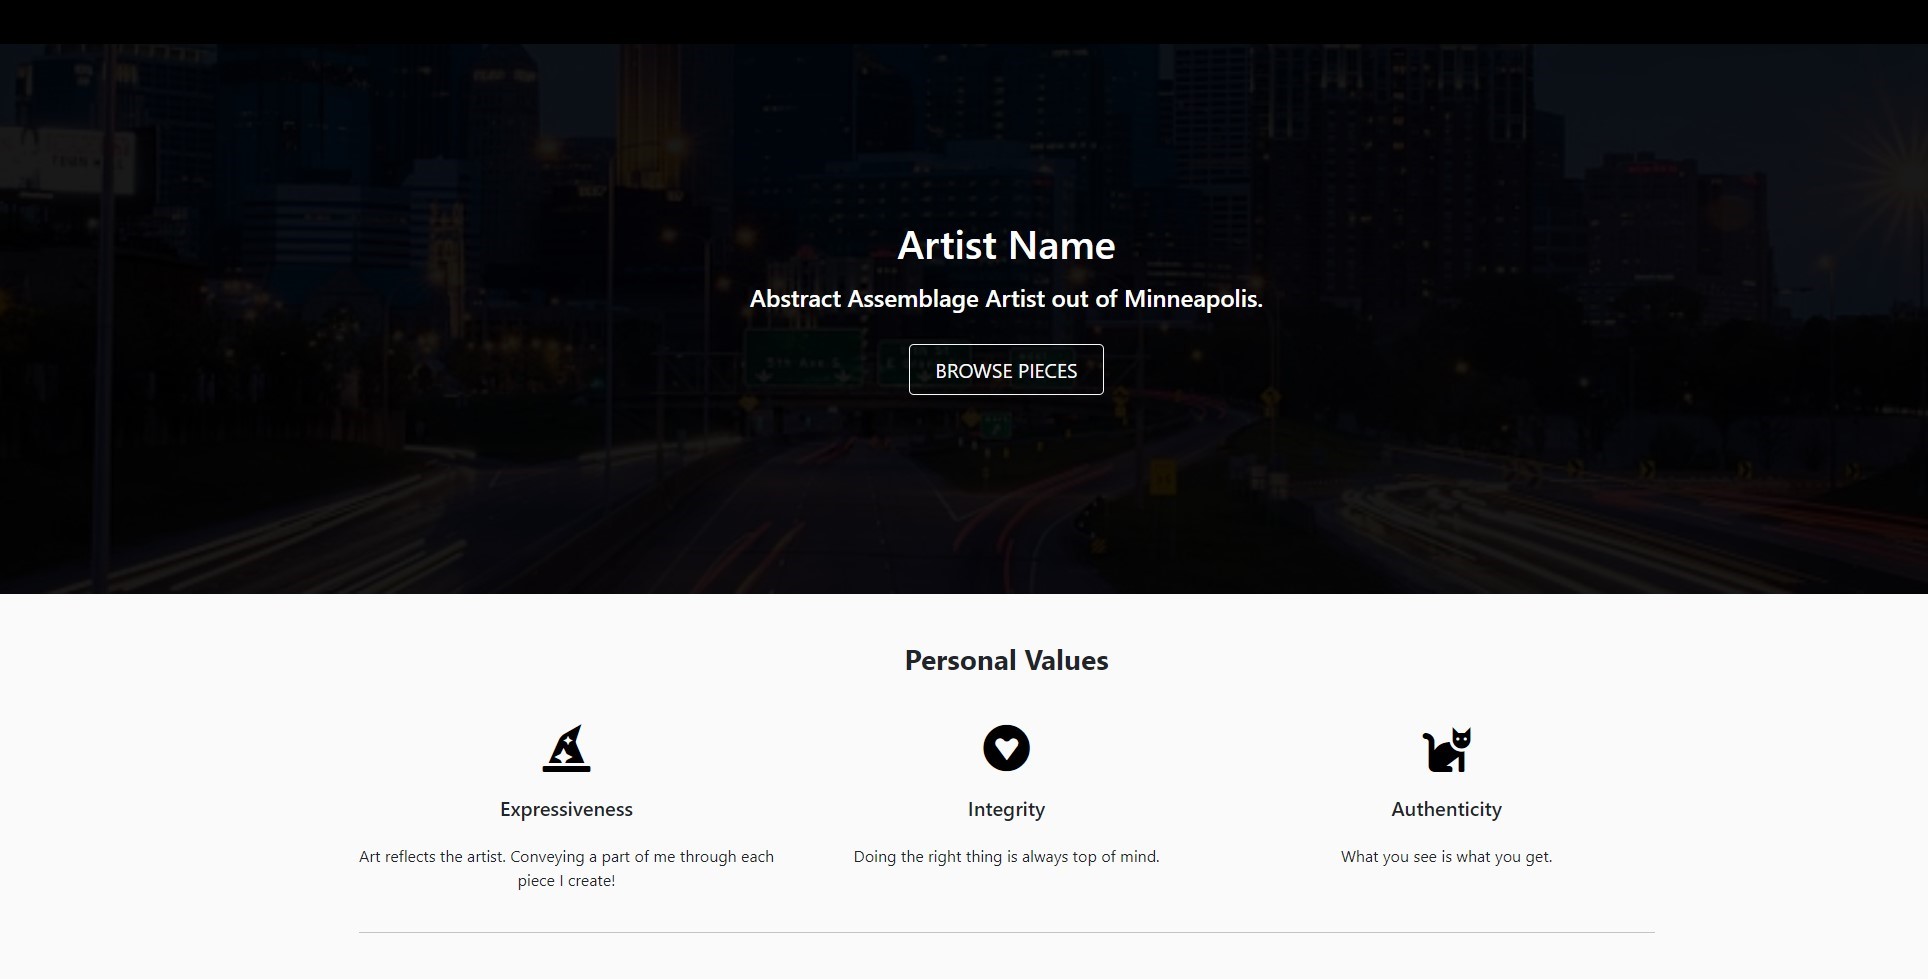 Artist Name
Abstract Assemblage Artist out of Minneapolis.
5th Ave S
BROWSE PIECES
Personal Values
Expressiveness
Integrity
Authenticity
Art reflects the artist. Conveying a part of me through each
piece I create!
Doing the right thing is always top of mind.
What you see is what you get.